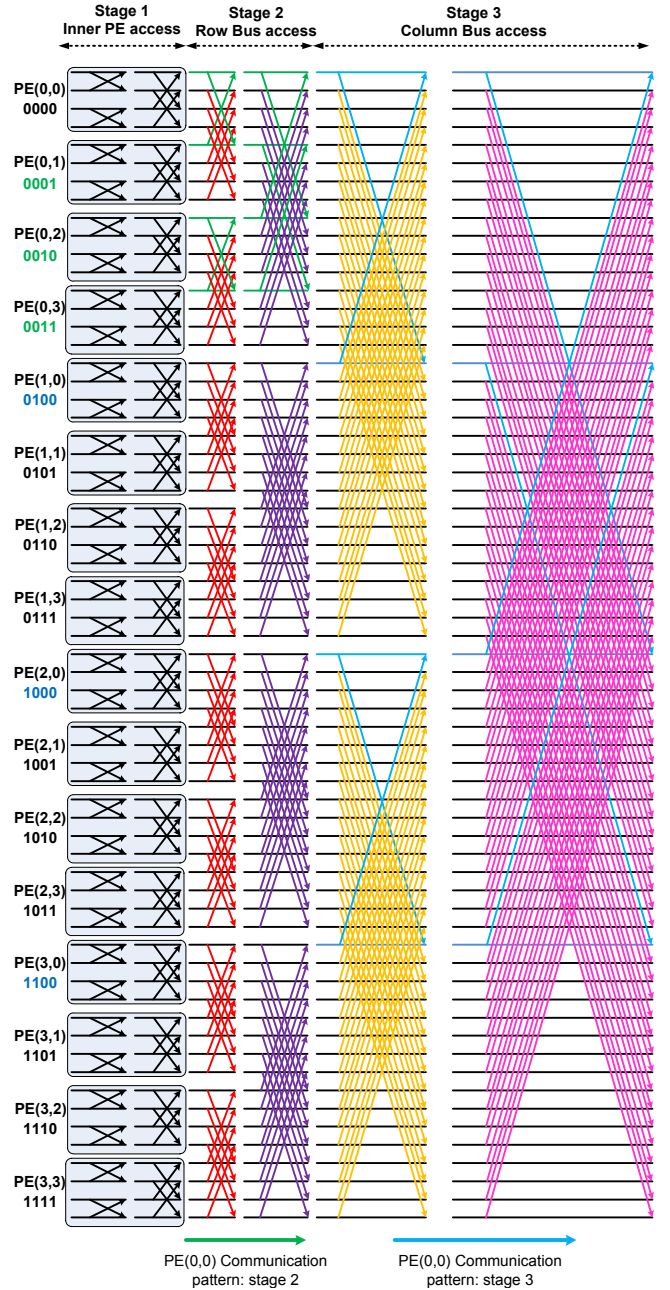 Stage 1
Inner PE access
Stage 2
Row Bus access
Stage 3
Column Bus access
PE(0,0)
0000
PE(0,1)
0001
PE(0,2)
0010
PE(0,3)
0011
PE(1,0)
0100
PE(1,1)
0101
PE(1,2)
0110
PE(1,3)
0111
PE(2,0)
1000
PE(2,1)
1001
PE(2,2)
1010
PE(2,3)
1011
PE(3,0)
1100
PE(3,1)
1101
PE(3,2)
1110
PE(3,3)
1111
PE(0,0) Communication
pattern: stage 2
PE(0,0) Communication
pattern: stage 3